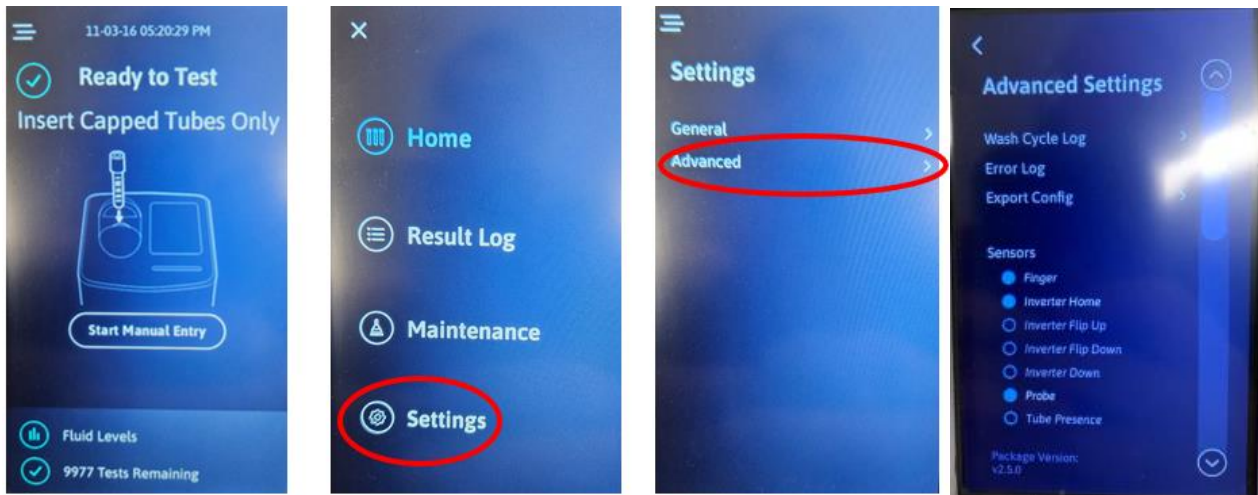 11-03-16 05:20:29 PM
Ready to Test
Insert Capped Tubes Only
Start Manual Entry
Fluid Levels
9977 Tests Remaining
Home
Result Log
Maintenance
Settings
Settings
General
Advanced
Advanced Settings
Wash Cycle Log
Error Log
Export Config
Sensors
Finger
Inverter Home
Inverter Flip Up
Inverter Flip Down
Inverter Down
Probe
Tube Presence
Package Version:
v2.5.0